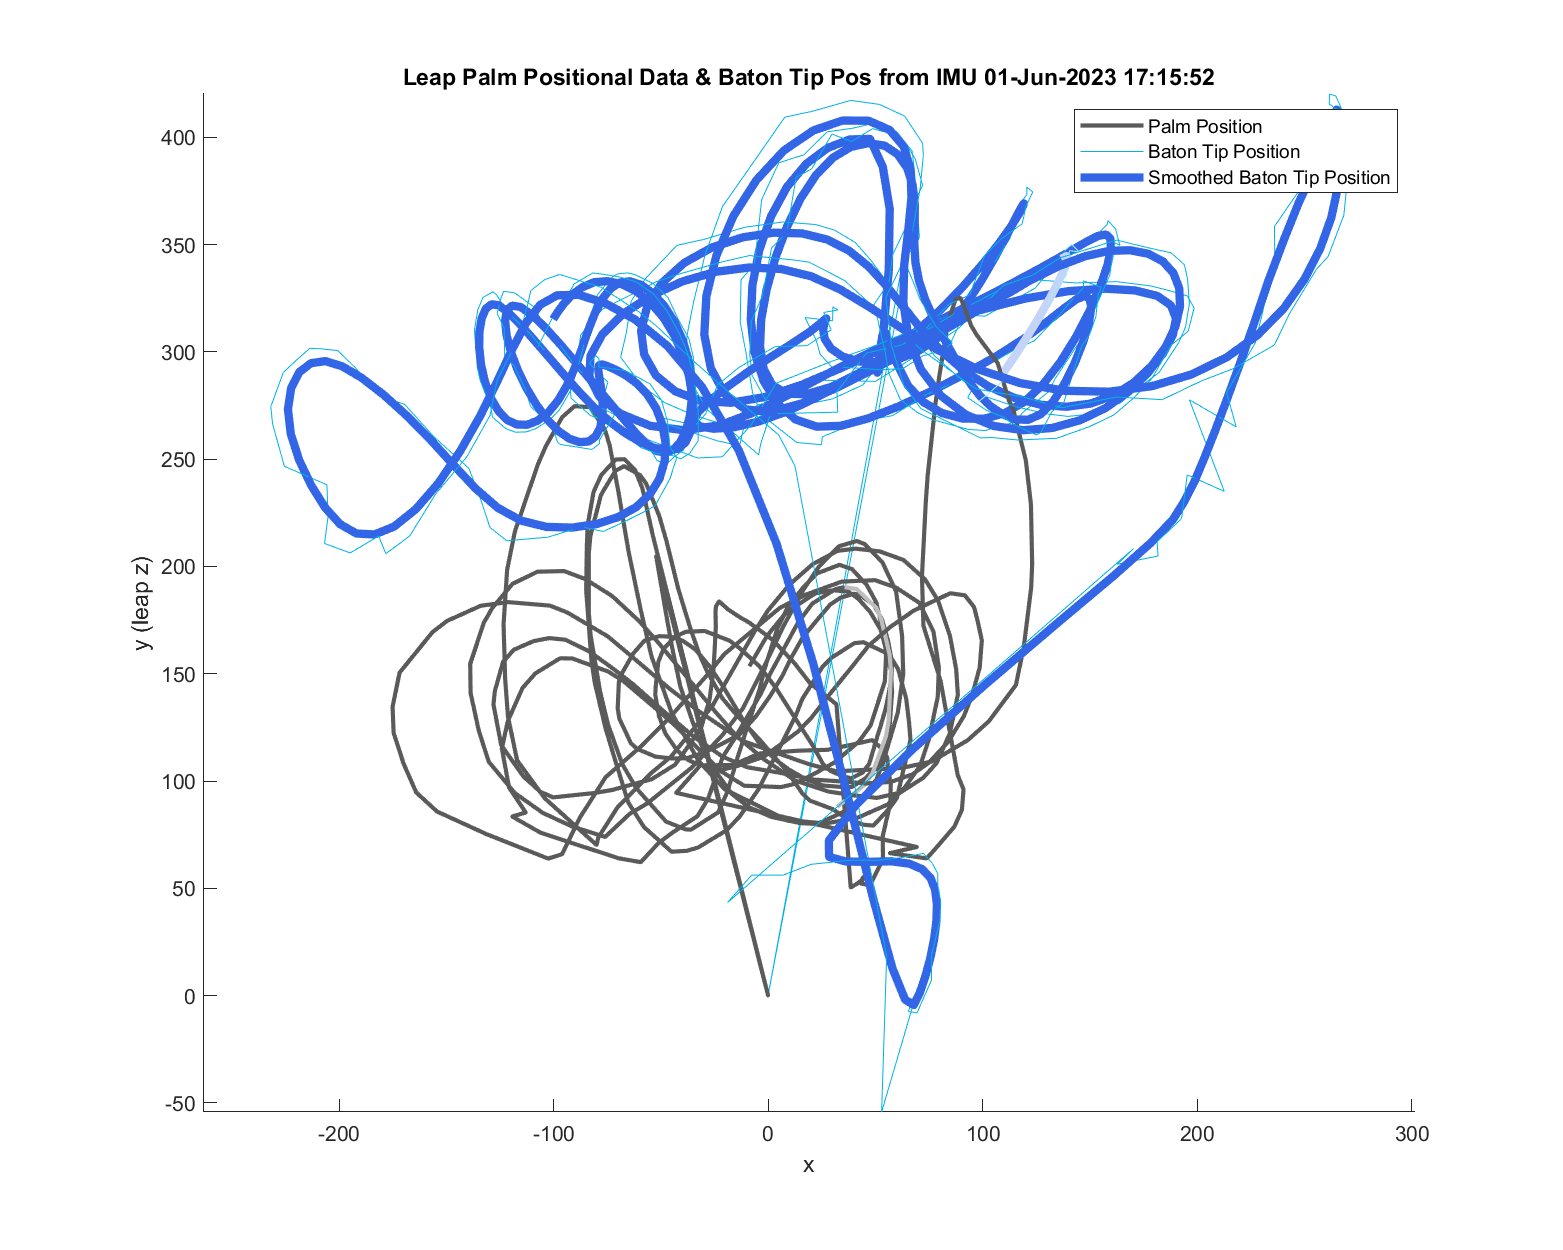 Leap Palm Positional Data & Baton Tip Pos from IMU 01-Jun-2023 17:15:52
Palm Position
Baton Tip Position
Smoothed Baton Tip Position
400
350
300
250
200
150
100
50
0
-50
y (leap z)
-200 -100 0 100 200 300
x